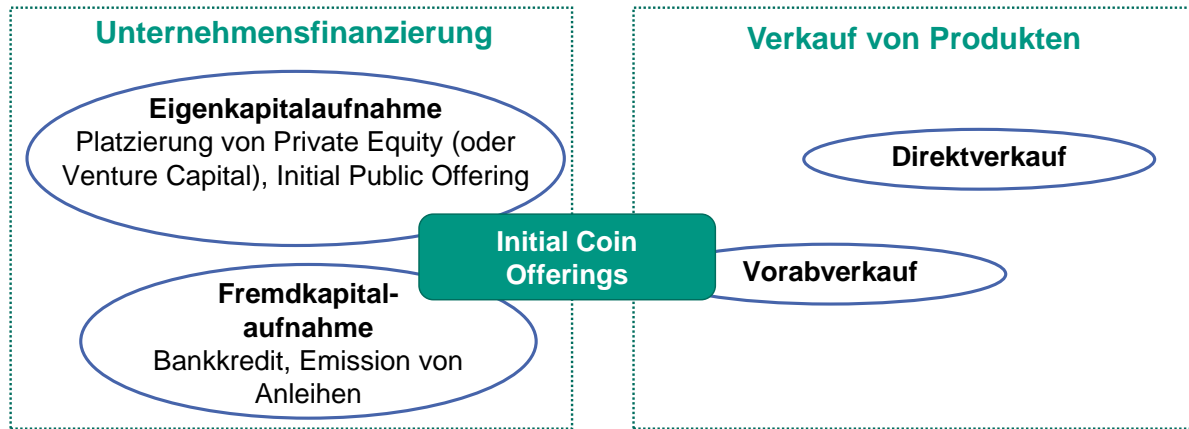 Unternehmensfinanzierung
Eigenkapitalaufnahme
Platzierung von Private Equity (oder
Venture Capital), Initial Public Offering
Fremdkapital-
aufnahme
Bankkredit, Emission von
Anleihen
Initial Coin
Offerings
Verkauf von Produkten
Direktverkauf
Vorabverkauf